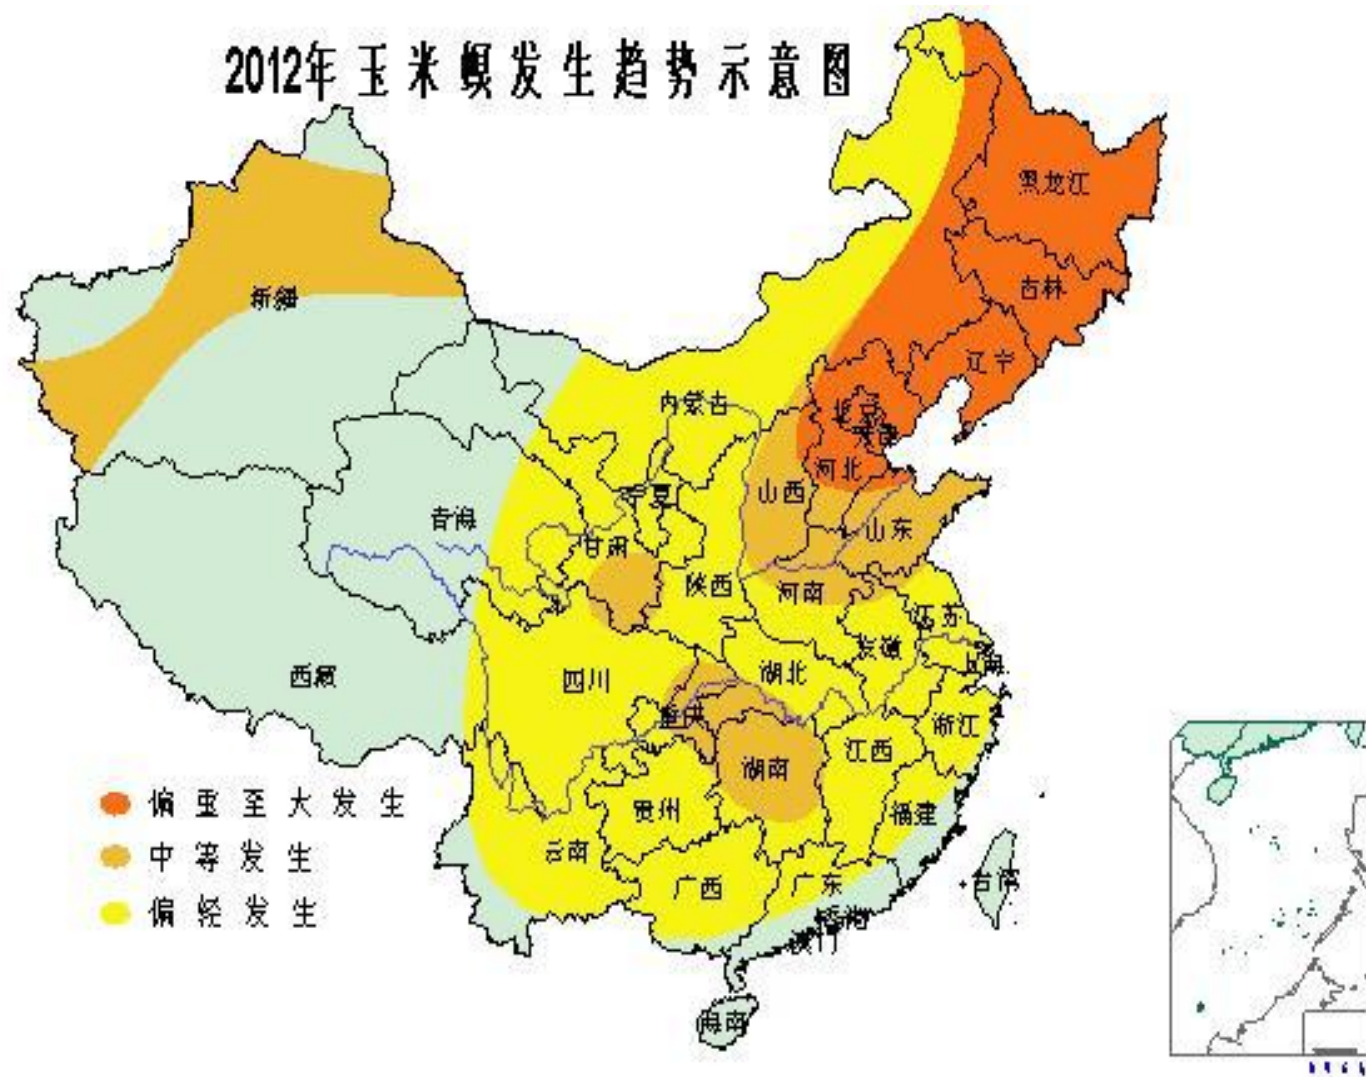 2012年玉米螟发生趋势示意图
黑龙江
吉林
辽宁
新疆
内蒙古
北京
天津
河北
山西
宁夏
山东
青海
甘肃
陕西
河南
江苏
安徽
上海
西藏
四川
湖北
重庆
浙江
江西
湖南
贵州
福建
云南
广西
广东
台湾
香港
澳门
海南
偏重至大发生
中等发生
偏轻发生